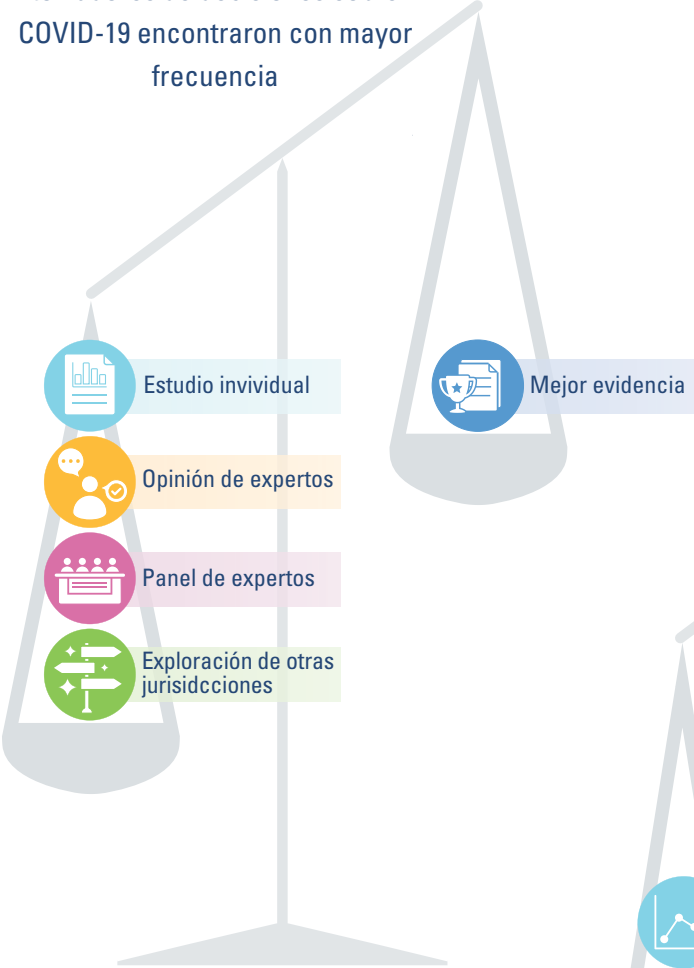 COVID-19 encontraron con mayor
frecuencia
Estudio invividual
Mejor evidencia
Opinión de expertos
Panel de expertos
Exploración de otras
jurisidcciones